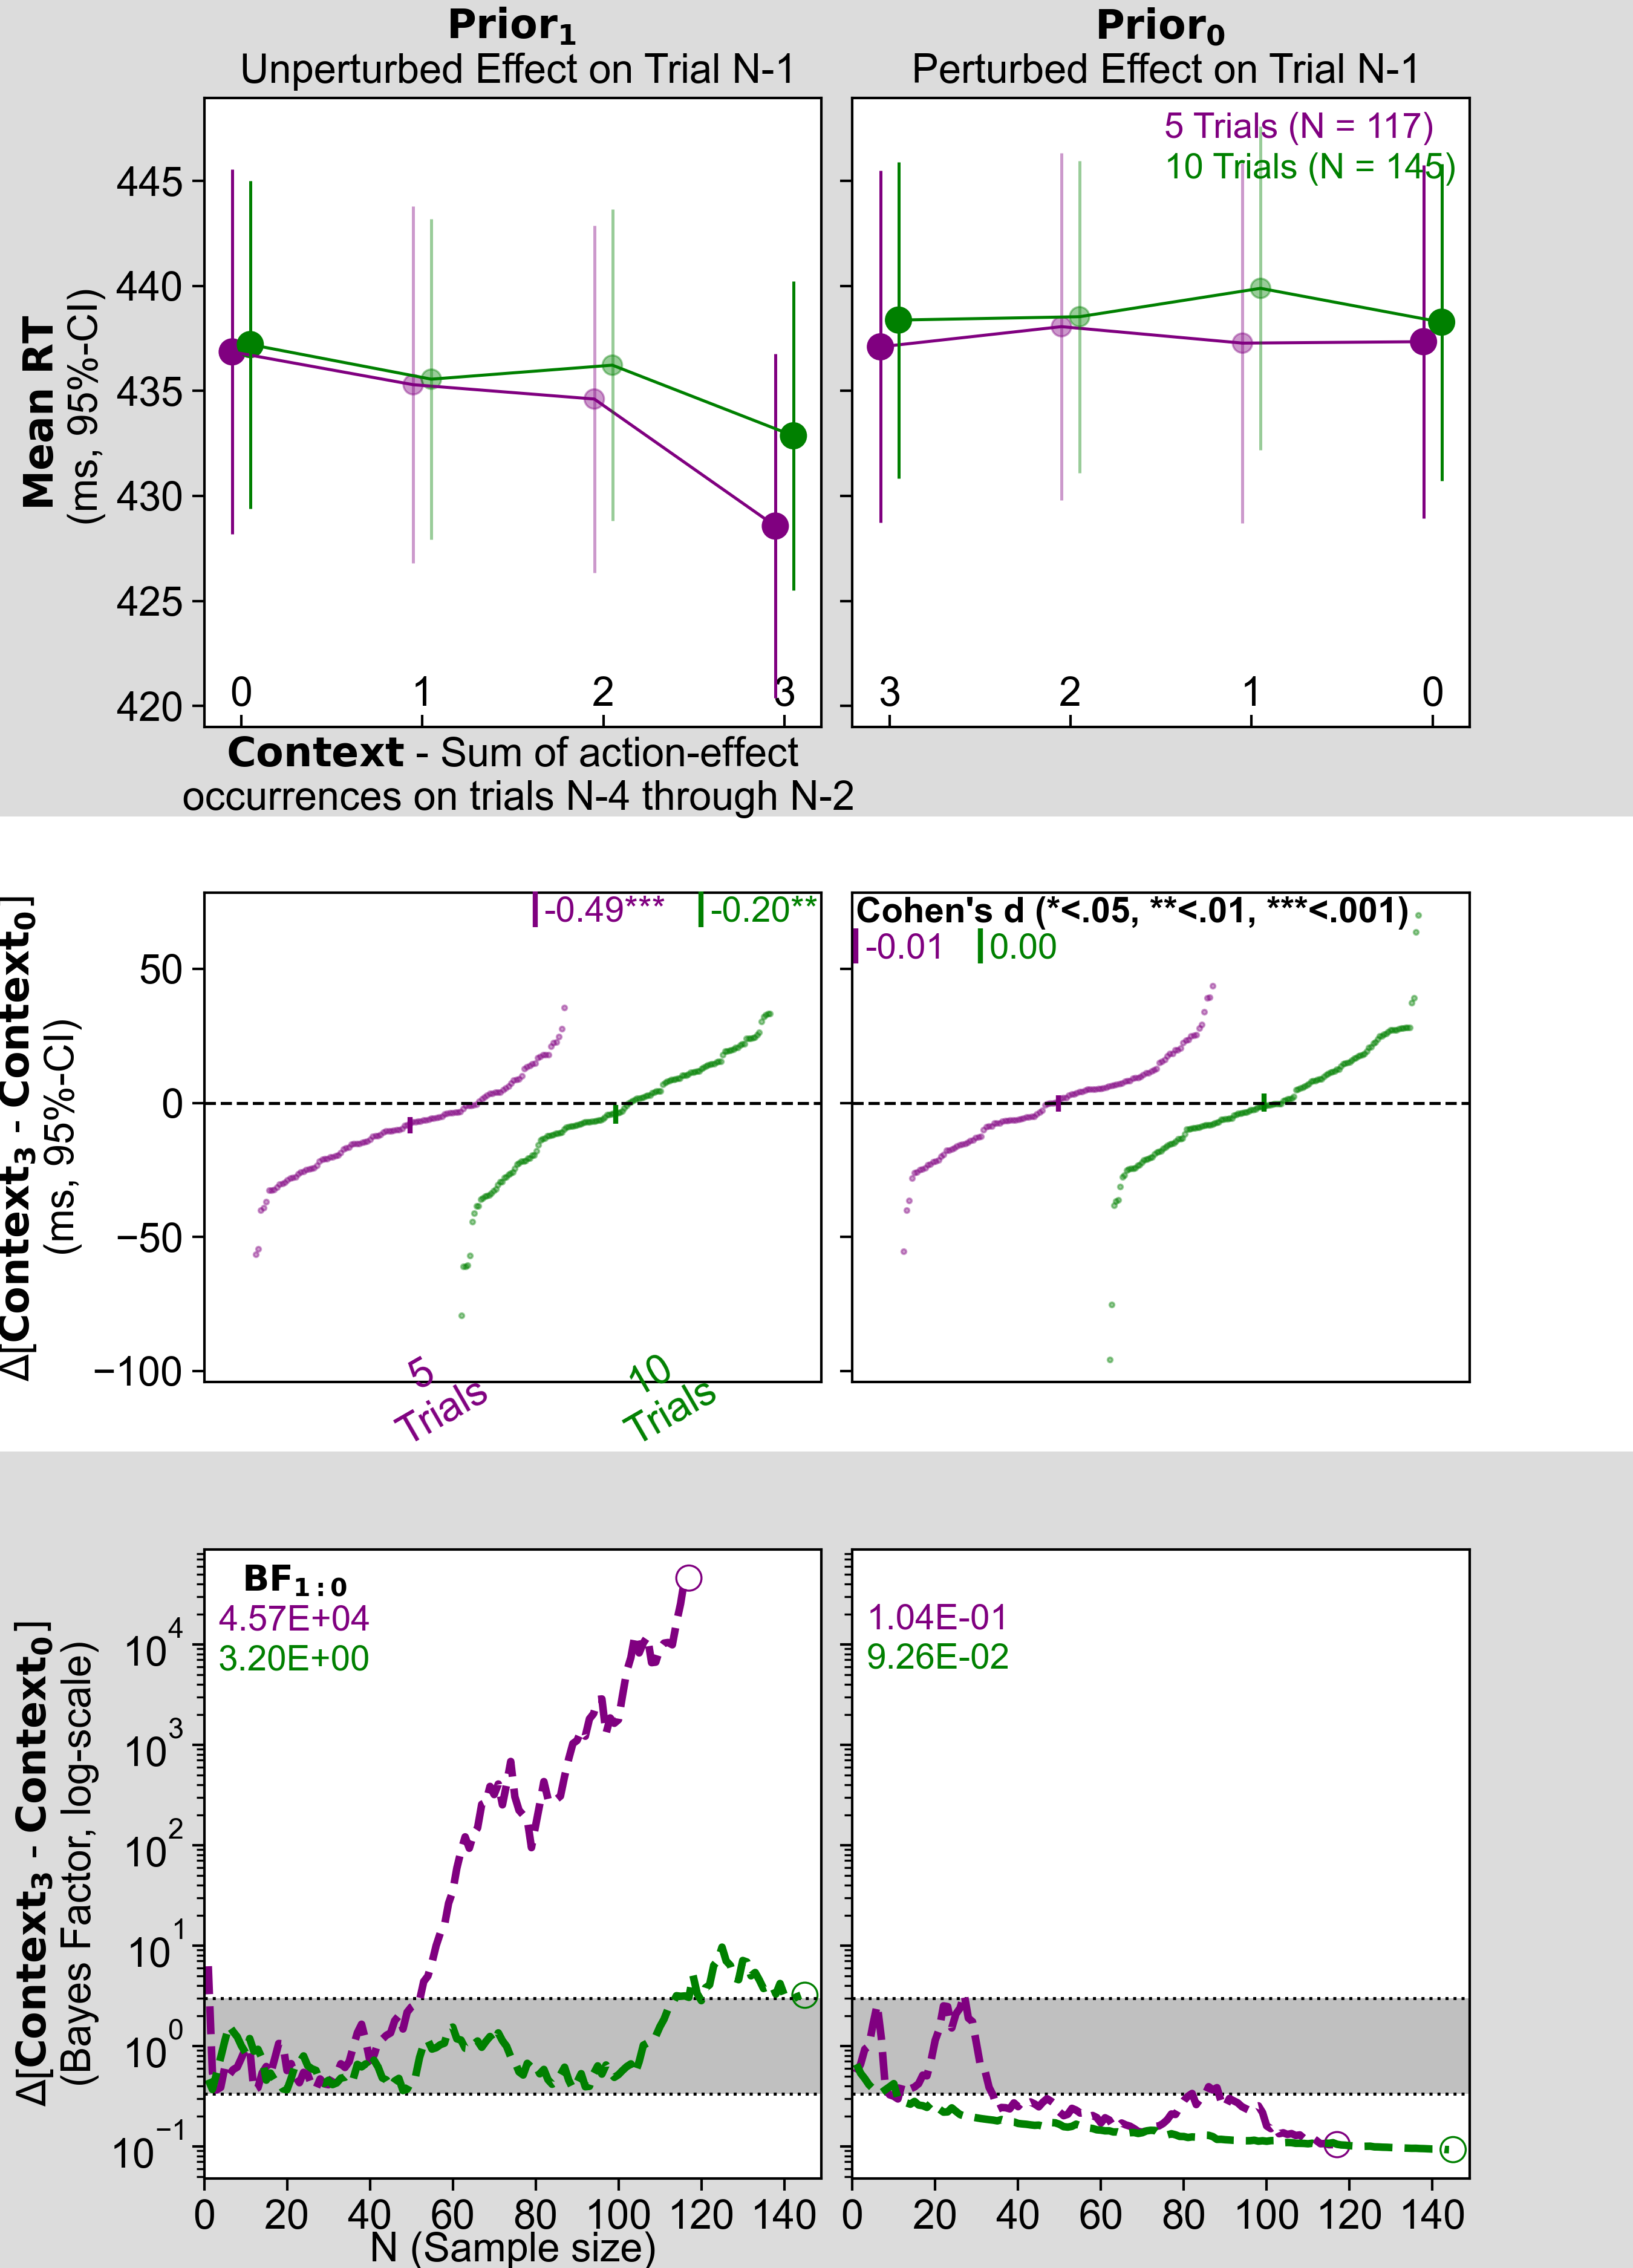 Prior1
Unperturbed Effect on Trial N-1
Prior0
Perturbed Effect on Trial N-1
5 Trials (N = 117)
10 Trials (N = 145)
Mean RT
(ms, 95%-CI)
445
440
435
430
425
420
0 1 2 3
3 2 1 0
Context - Sum of action-effect
occurrences on trials N-4 through N-2
Δ[Context3 - Context0]
(ms, 95%-CI)
50
0
−50
−100
-0.49*** -0.20**
Cohen's d (*<.05, **<.01, ***<.001)
-0.01 0.00
5
Trials
10
Trials
Δ[Context3 - Context0]
(Bayes Factor, log-scale)
10^4
10^3
10^2
10^1
10^0
10^−1
BF1:0
4.57E+04
3.20E+00
1.04E-01
9.26E-02
0 20 40 60 80 100 120 140
0 20 40 60 80 100 120 140
N (Sample size)